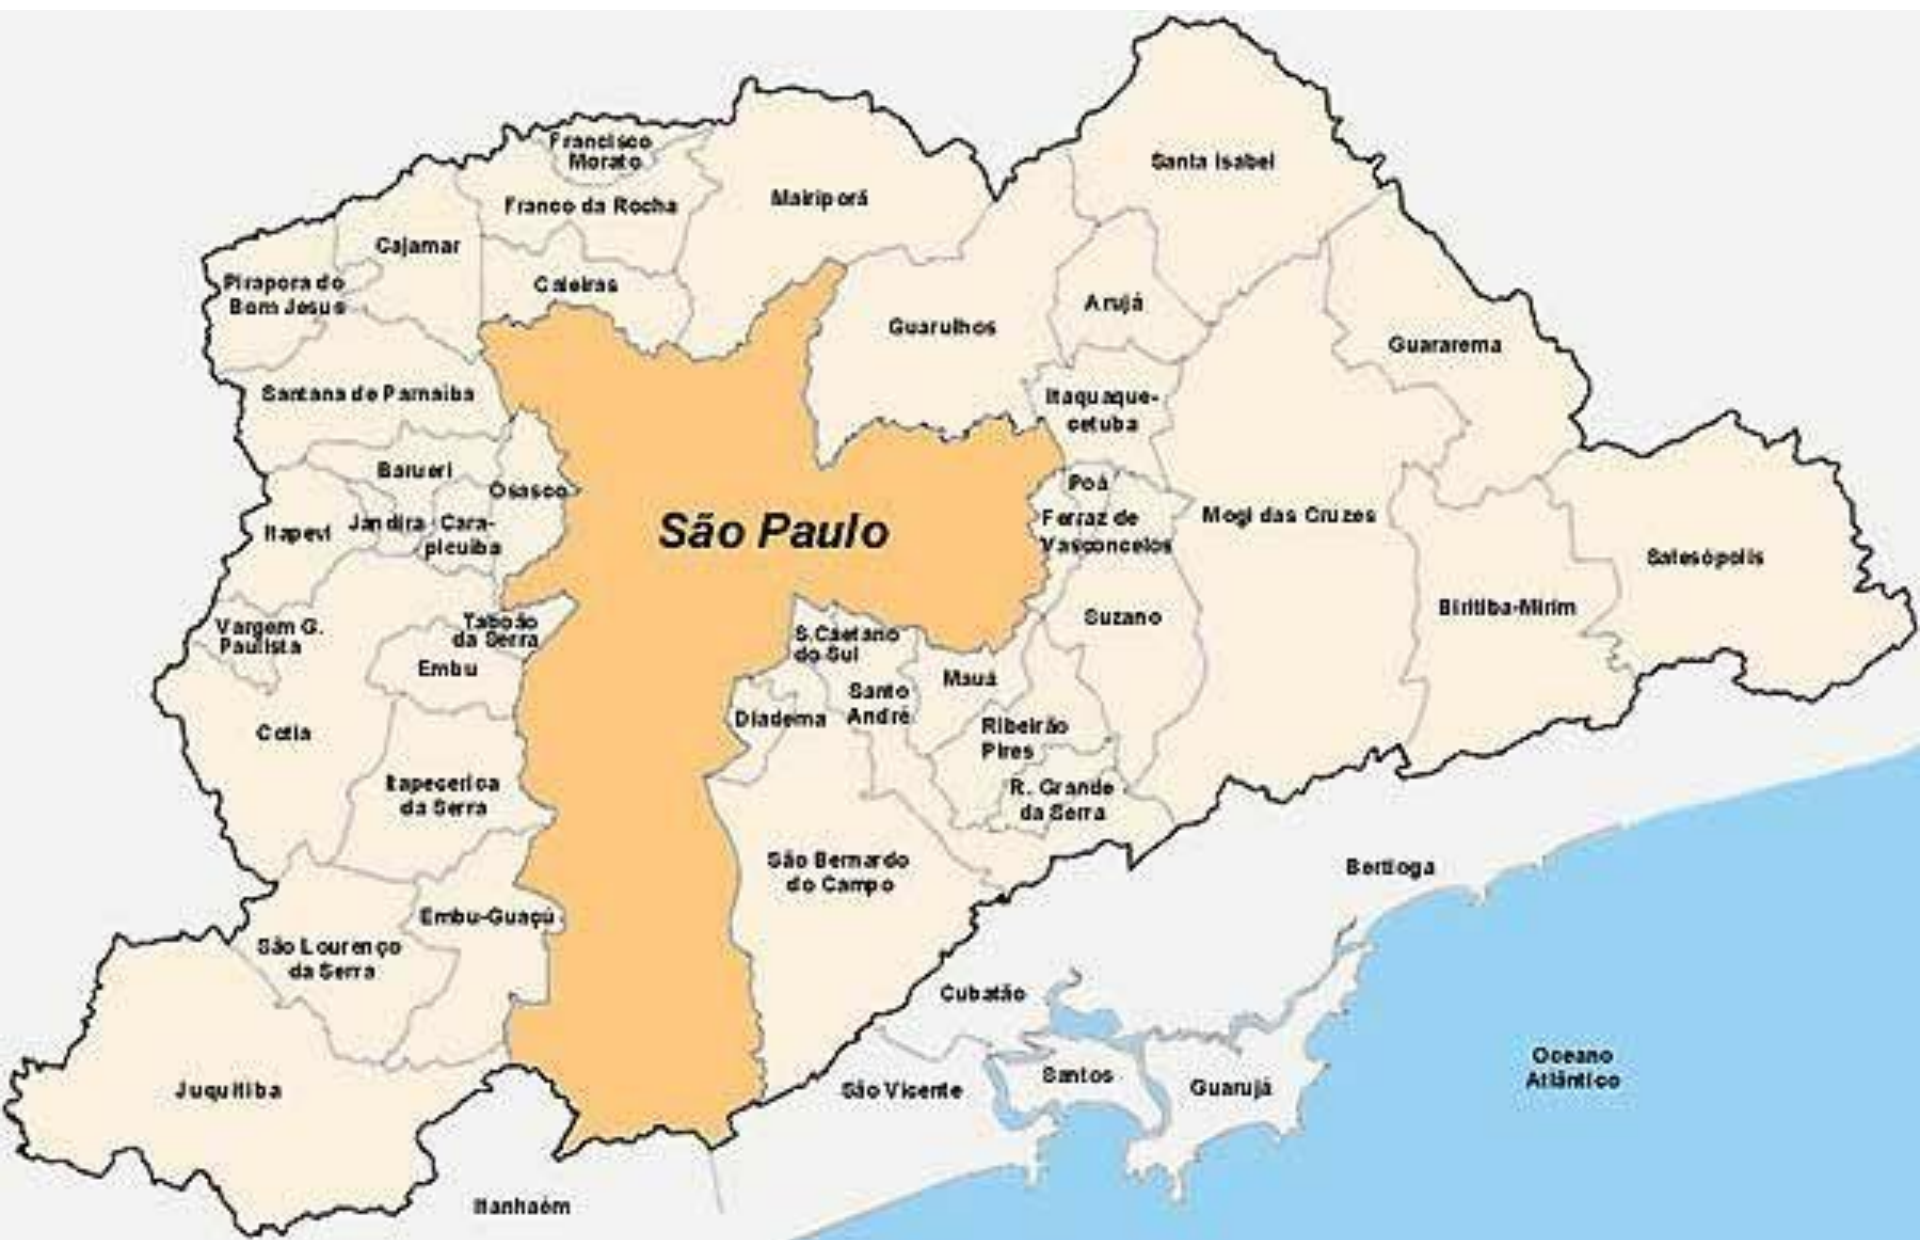 Francisco
Morato
Santa Isabel
Mairiporã
Franco da Rocha
Cajamar
Pirapora do
Bom Jesus
Caieiras
Arujá
Guarulhos
Guararema
Santana de Parnaíba
Itaquaque-
cetuba
Barueri
Osasco
Poá
Jandira
Cara-
picuíba
Itapevi
São Paulo
Ferraz de
Vasconcelos
Mogi das Cruzes
Salesópolis
Biritiba-Mirim
Suzano
Vargem G.
Paulista
Taboão
da Serra
S.Caetano
do Sul
Embu
Mauá
Santo
André
Diadema
Cotia
Ribeirão
Pires
Itapecerica
da Serra
R. Grande
da Serra
São Bernardo
do Campo
Bertioga
Embu-Guaçú
São Lourenço
da Serra
Cubatão
Oceano
Atlântico
Santos
Guarujá
São Vicente
Juquitiba
Itanhaém